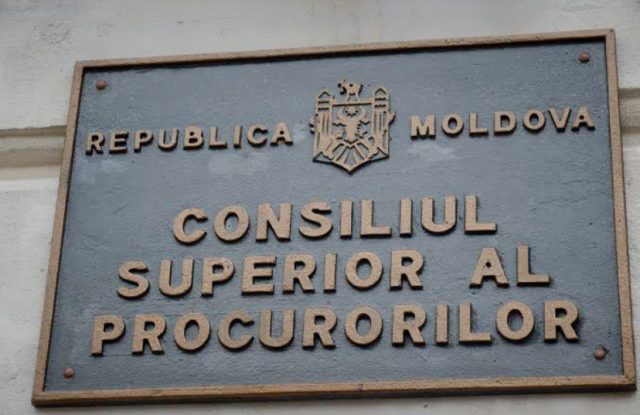 REPUBLICA MOLDOVA
CONSILIUL
SUPERIOR AL
PROCURORILOR